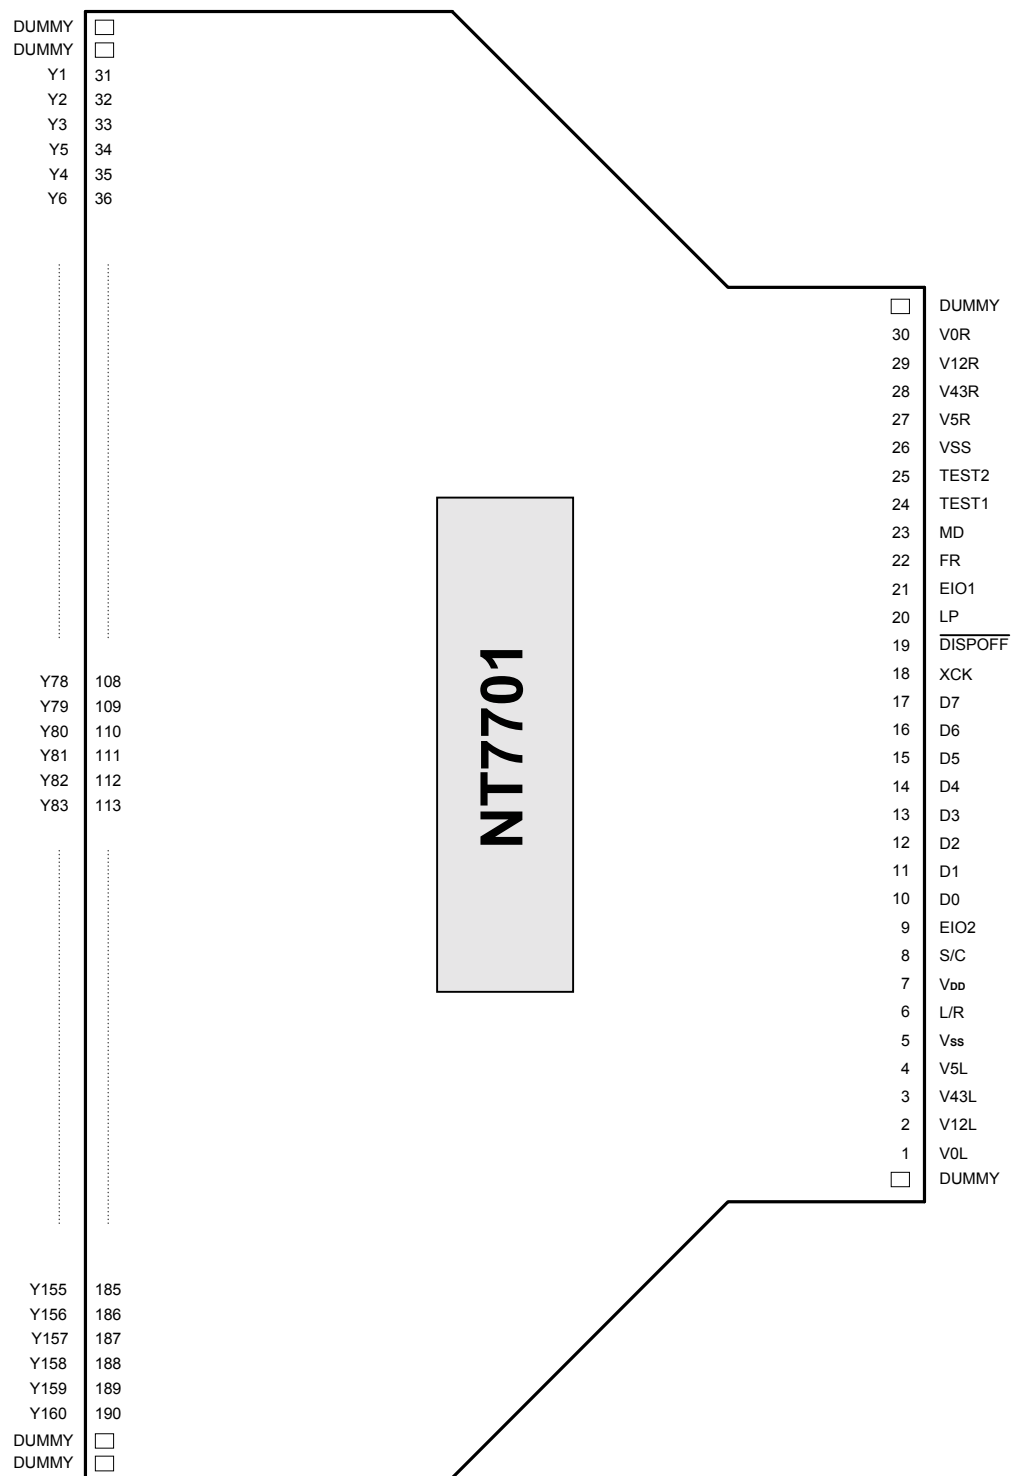 DUMMY
DUMMY
Y1 31
Y2 32
Y3 33
Y5 34
Y4 35
Y6 36
Y78 108
Y79 109
Y80 110
Y81 111
Y82 112
Y83 113
Y155 185
Y156 186
Y157 187
Y158 188
Y159 189
Y160 190
DUMMY
DUMMY
NT7701
DUMMY
30 V0R
29 V12R
28 V43R
27 V5R
26 VSS
25 TEST2
24 TEST1
23 MD
22 FR
21 EIO1
20 LP
19 DISPOFF
18 XCK
17 D7
16 D6
15 D5
14 D4
13 D3
12 D2
11 D1
10 D0
9 EIO2
8 S/C
7 VDD
6 L/R
5 Vss
4 V5L
3 V43L
2 V12L
1 V0L
DUMMY